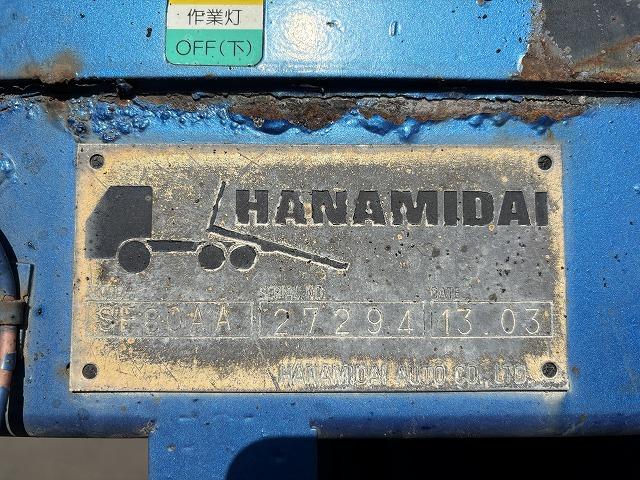 作業灯
OFF(下)
HANAMIDAI
SERIAL NO. DATE
27294 13.03
HANAMIDAI AUTO CO., LTD.